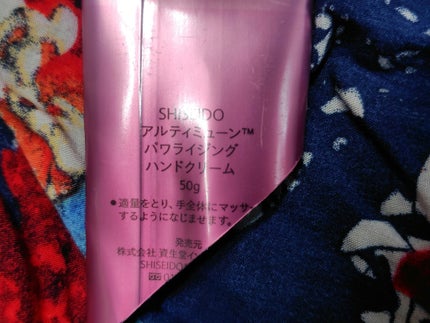 SHISEIDO
アルティミューン™
パワライジング
ハンドクリーム
50g
●適量をとり、手全体にマッサ
するようになじませます。
発売元
株式会社 資生堂イン
SHISEIDO